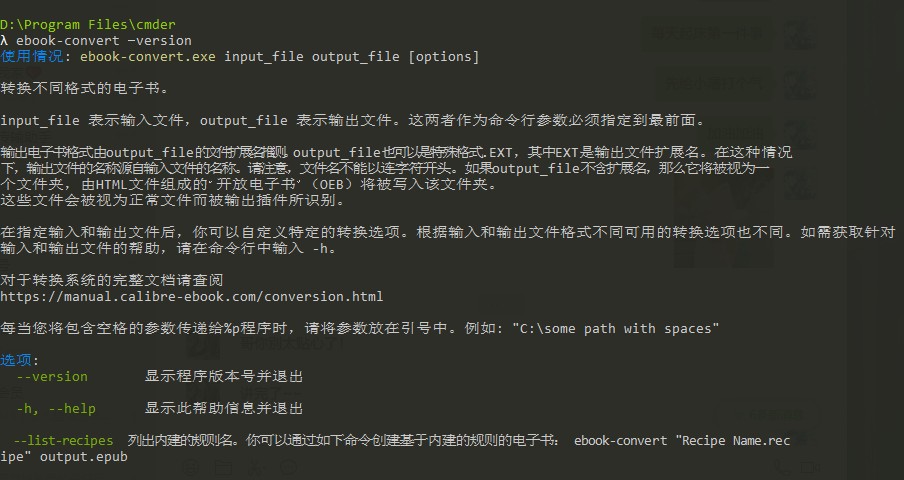 D:\Program Files\cmder
λ ebook-convert –version
使用情况: ebook-convert.exe input_file output_file [options]
转换不同格式的电子书。
input_file 表示输入文件，output_file 表示输出文件。这两者作为命令行参数必须指定到最前面。
输出电子书格式由output_file的文件扩展名推测。output_file也可以是特殊格式.EXT，其中EXT是输出文件扩展名。在这种情况
下，输出文件的名称源自输入文件的名称。请注意，文件名不能以连字符开头。如果output_file不含扩展名，那么它将被视为一
个文件夹，由HTML文件组成的“开放电子书”（OEB）将被写入该文件夹。
这些文件会被视为正常文件而被输出插件所识别。
在指定输入和输出文件后，你可以自定义特定的转换选项。根据输入和输出文件格式不同可用的转换选项也不同。如需获取针对
输入和输出文件的帮助，请在命令行中输入 -h。
对于转换系统的完整文档请查阅
https://manual.calibre-ebook.com/conversion.html
每当您将包含空格的参数传递给%p程序时，请将参数放在引号中。例如: "C:\some path with spaces"
选项:
--version 显示程序版本号并退出
-h, --help 显示此帮助信息并退出
--list-recipes 列出内建的规则名。你可以通过如下命令创建基于内建的规则的电子书： ebook-convert "Recipe Name.rec
ipe" output.epub